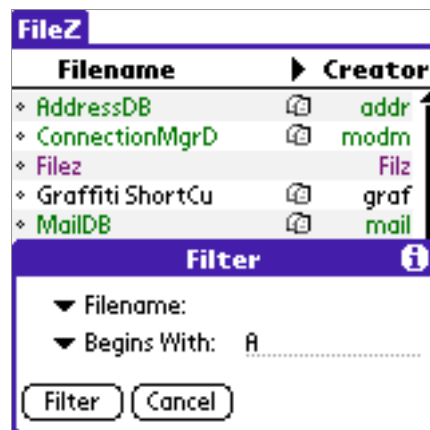 FileZ
Filename Creator
AddressDB addr
ConnectionMgrD modm
Filez Filz
Graffiti ShortCu graf
MailDB mail
Filter
Filename:
Begins With: A
Filter Cancel